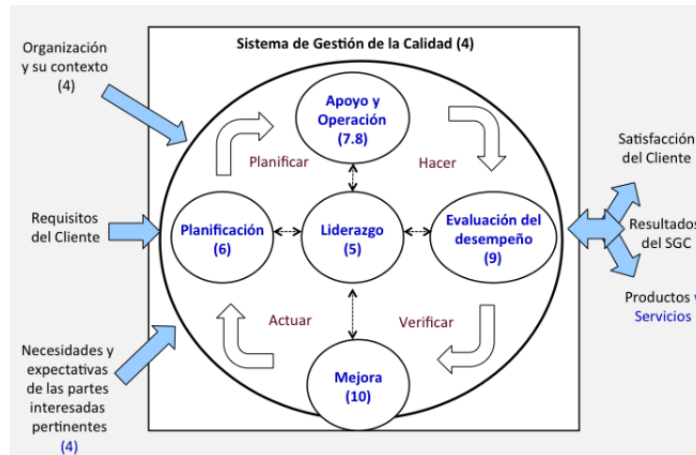 Sistema de Gestión de la Calidad (4)
Organización
y su contexto
(4)
Apoyo y
Operación
(7.8)
Planificar
Hacer
Satisfacción
del Cliente
Requisitos
del Cliente
Planificación
(6)
Liderazgo
(5)
Evaluación del
desempeño
(9)
Resultados
del SGC
Actuar
Verificar
Productos y
Servicios
Necesidades y
expectativas
de las partes
interesadas
pertinentes
(4)
Mejora
(10)